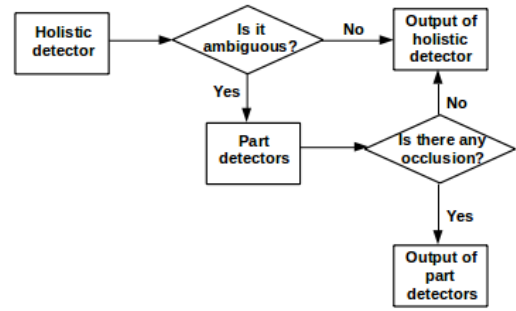 Holistic
detector
Is it
ambiguous?
No
Output of
holistic
detector
Yes
Part
detectors
No
Is there any
occlusion?
Yes
Output of
part
detectors